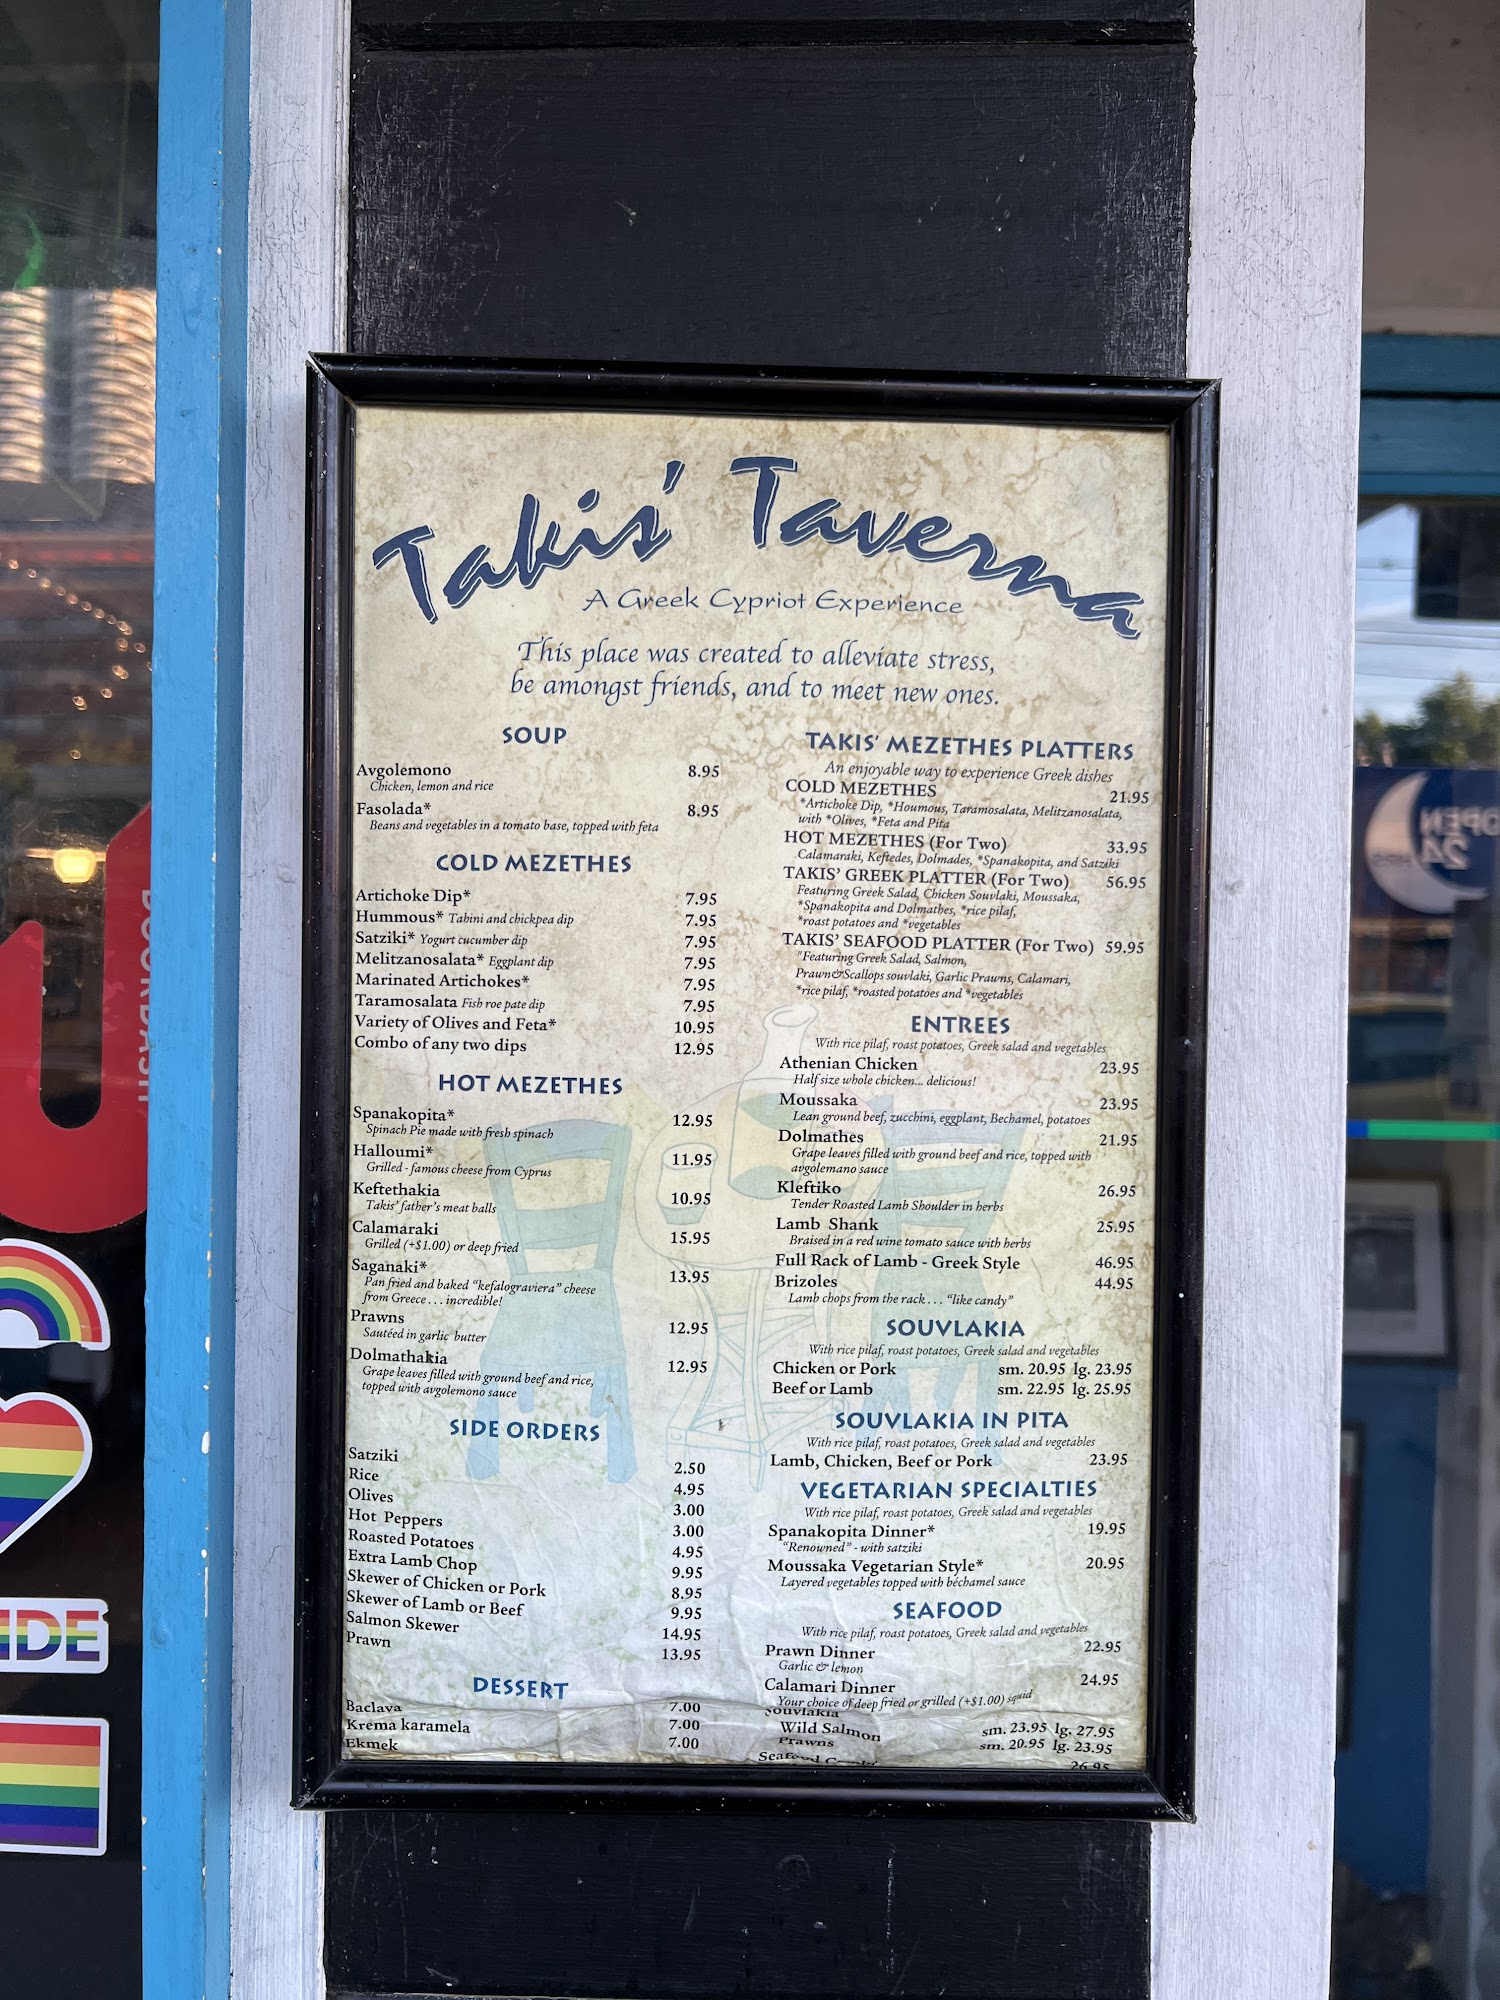 Takis' Taverna
A Greek Cypriot Experience
This place was created to alleviate stress,
be amongst friends, and to meet new ones.
SOUP
Avgolemono 8.95
Chicken, lemon and rice
Fasolada* 8.95
Beans and vegetables in a tomato base, topped with feta
COLD MEZETHES
Artichoke Dip* 7.95
Hummous* Tahini and chickpea dip 7.95
Satziki* Yogurt cucumber dip 7.95
Melitzanosalata* Eggplant dip 7.95
Marinated Artichokes* 7.95
Taramosalata Fish roe pate dip 7.95
Variety of Olives and Feta* 10.95
Combo of any two dips 12.95
HOT MEZETHES
Spanakopita* 12.95
Spinach Pie made with fresh spinach
Halloumi* 11.95
Grilled - famous cheese from Cyprus
Keftethakia 10.95
Takis' father's meat balls
Calamaraki 15.95
Grilled (+$1.00) or deep fried
Saganaki* 13.95
Pan fried and baked "kefalograviera" cheese
from Greece . . . incredible!
Prawns 12.95
Sautéed in garlic butter
Dolmathakia 12.95
Grape leaves filled with ground beef and rice,
topped with avgolemono sauce
SIDE ORDERS
Satziki 2.50
Rice 4.95
Olives 3.00
Hot Peppers 3.00
Roasted Potatoes 4.95
Extra Lamb Chop 9.95
Skewer of Chicken or Pork 8.95
Skewer of Lamb or Beef 9.95
Salmon Skewer 14.95
Prawn 13.95
DESSERT
Baclava 7.00
Krema karamela 7.00
Ekmek 7.00
TAKIS' MEZETHES PLATTERS
An enjoyable way to experience Greek dishes
COLD MEZETHES 21.95
*Artichoke Dip, *Houmous, Taramosalata, Melitzanosalata,
with *Olives, *Feta and Pita
HOT MEZETHES (For Two) 33.95
Calamaraki, Keftedes, Dolmades, *Spanakopita, and Satziki
TAKIS' GREEK PLATTER (For Two) 56.95
Featuring Greek Salad, Chicken Souvlaki, Moussaka,
*Spanakopita and Dolmathes, *rice pilaf,
*roast potatoes and *vegetables
TAKIS' SEAFOOD PLATTER (For Two) 59.95
"Featuring Greek Salad, Salmon,
Prawn&Scallops souvlaki, Garlic Prawns, Calamari,
*rice pilaf, *roasted potatoes and *vegetables
ENTREES
With rice pilaf, roast potatoes, Greek salad and vegetables
Athenian Chicken 23.95
Half size whole chicken... delicious!
Moussaka 23.95
Lean ground beef, zucchini, eggplant, Bechamel, potatoes
Dolmathes 21.95
Grape leaves filled with ground beef and rice, topped with
avgolemano sauce
Kleftiko 26.95
Tender Roasted Lamb Shoulder in herbs
Lamb Shank 25.95
Braised in a red wine tomato sauce with herbs
Full Rack of Lamb - Greek Style 46.95
Brizoles 44.95
Lamb chops from the rack . . . "like candy"
SOUVLAKIA
With rice pilaf, roast potatoes, Greek salad and vegetables
Chicken or Pork sm. 20.95 lg. 23.95
Beef or Lamb sm. 22.95 lg. 25.95
SOUVLAKIA IN PITA
With rice pilaf, roast potatoes, Greek salad and vegetables
Lamb, Chicken, Beef or Pork 23.95
VEGETARIAN SPECIALTIES
With rice pilaf, roast potatoes, Greek salad and vegetables
Spanakopita Dinner* 19.95
"Renowned" - with satziki
Moussaka Vegetarian Style* 20.95
Layered vegetables topped with béchamel sauce
SEAFOOD
With rice pilaf, roast potatoes, Greek salad and vegetables
Prawn Dinner 22.95
Garlic & lemon
Calamari Dinner 24.95
Your choice of deep fried or grilled (+$1.00) squid
Souvlakia
Wild Salmon sm. 23.95 lg. 27.95
Prawns sm. 20.95 lg. 23.95
Seafood 26.95
DOORDASH
IDE
OPEN
24